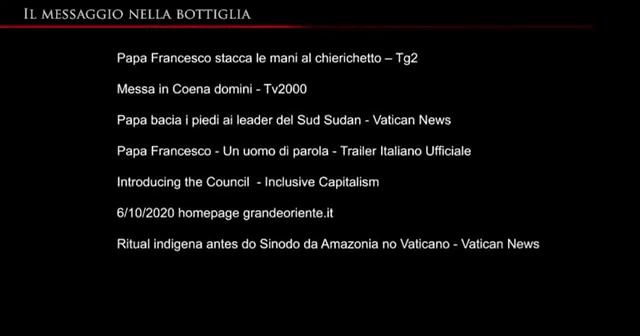 IL MESSAGGIO NELLA BOTTIGLIA
Papa Francesco stacca le mani al chierichetto – Tg2
Messa in Coena domini - Tv2000
Papa bacia i piedi ai leader del Sud Sudan - Vatican News
Papa Francesco - Un uomo di parola - Trailer Italiano Ufficiale
Introducing the Council - Inclusive Capitalism
6/10/2020 homepage grandeoriente.it
Ritual indigena antes do Sinodo da Amazonia no Vaticano - Vatican News